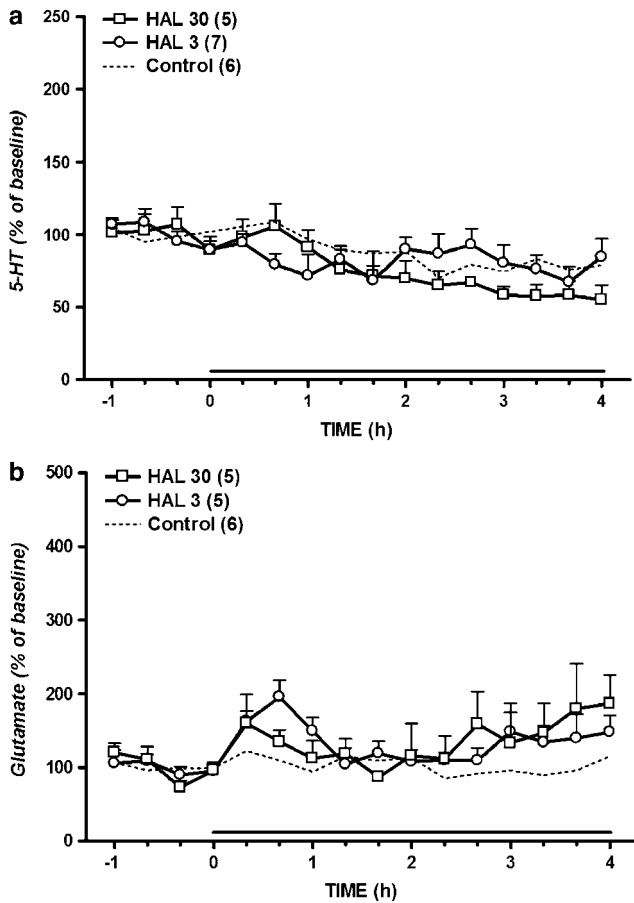 a
250
200
150
100
50
0
5-HT (% of baseline)
HAL 30 (5)
HAL 3 (7)
Control (6)
-1 0 1 2 3 4
TIME (h)
b
500
400
300
200
100
0
Glutamate (% of baseline)
HAL 30 (5)
HAL 3 (5)
Control (6)
-1 0 1 2 3 4
TIME (h)